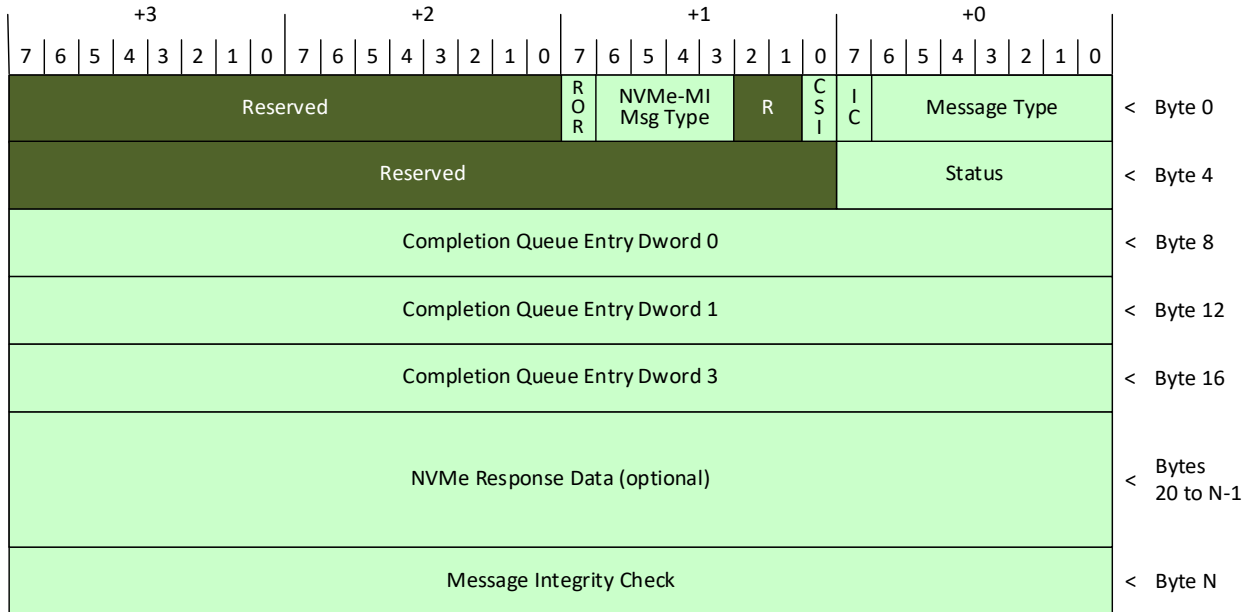 +3 +2 +1 +0
7 6 5 4 3 2 1 0 7 6 5 4 3 2 1 0 7 6 5 4 3 2 1 0 7 6 5 4 3 2 1 0
Reserved ROR NVMe-MI Msg Type R CSI IC Message Type < Byte 0
Reserved Status < Byte 4
Completion Queue Entry Dword 0 < Byte 8
Completion Queue Entry Dword 1 < Byte 12
Completion Queue Entry Dword 3 < Byte 16
NVMe Response Data (optional) < Bytes 20 to N-1
Message Integrity Check < Byte N